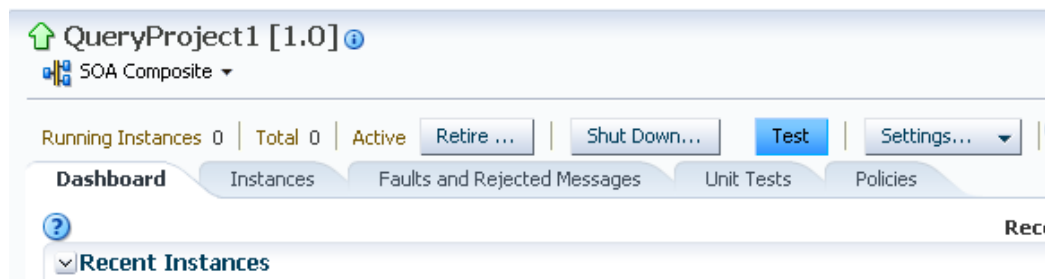 QueryProject1 [1.0]
SOA Composite
Running Instances 0 Total 0 Active Retire ... Shut Down... Test Settings...
Dashboard Instances Faults and Rejected Messages Unit Tests Policies
Recent Instances